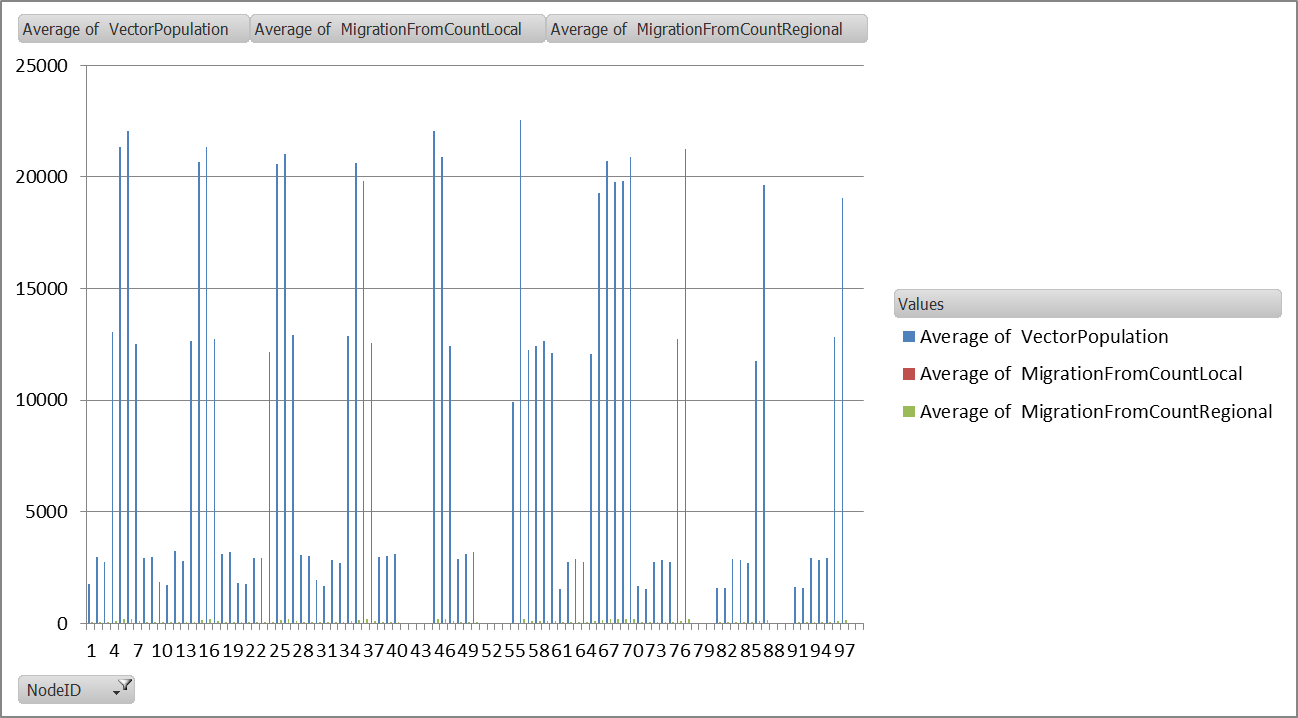 Average of VectorPopulation Average of MigrationFromCountLocal Average of MigrationFromCountRegional
25000
20000
15000
10000
5000
0
1 4 7 10 13 16 19 22 25 28 31 34 37 40 43 46 49 52 55 58 61 64 67 70 73 76 79 82 85 88 91 94 97
Values
Average of VectorPopulation
Average of MigrationFromCountLocal
Average of MigrationFromCountRegional
NodeID